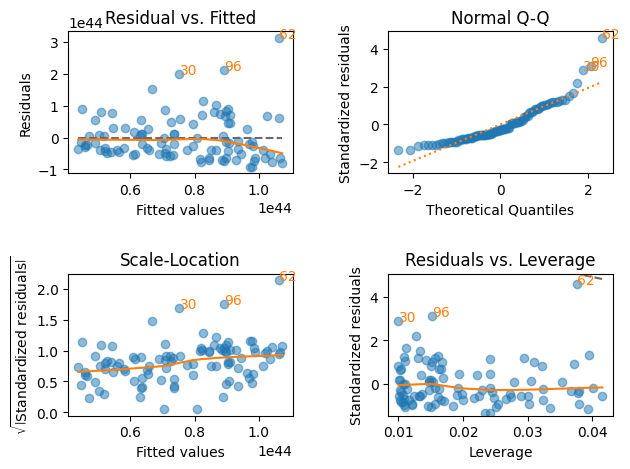 Residual vs. Fitted
1e44
Residuals
3
2
1
0
−1
0.6
0.8
1.0
1e44
Fitted values
30
96
62
Normal Q-Q
Standardized residuals
4
2
0
−2
−2
0
2
Theoretical Quantiles
96
62
Scale-Location
√|Standardized residuals|
2.0
1.5
1.0
0.5
0.0
0.6
0.8
1.0
1e44
Fitted values
30
96
62
Residuals vs. Leverage
Standardized residuals
4
2
0
0.01
0.02
0.03
0.04
Leverage
30
96
62